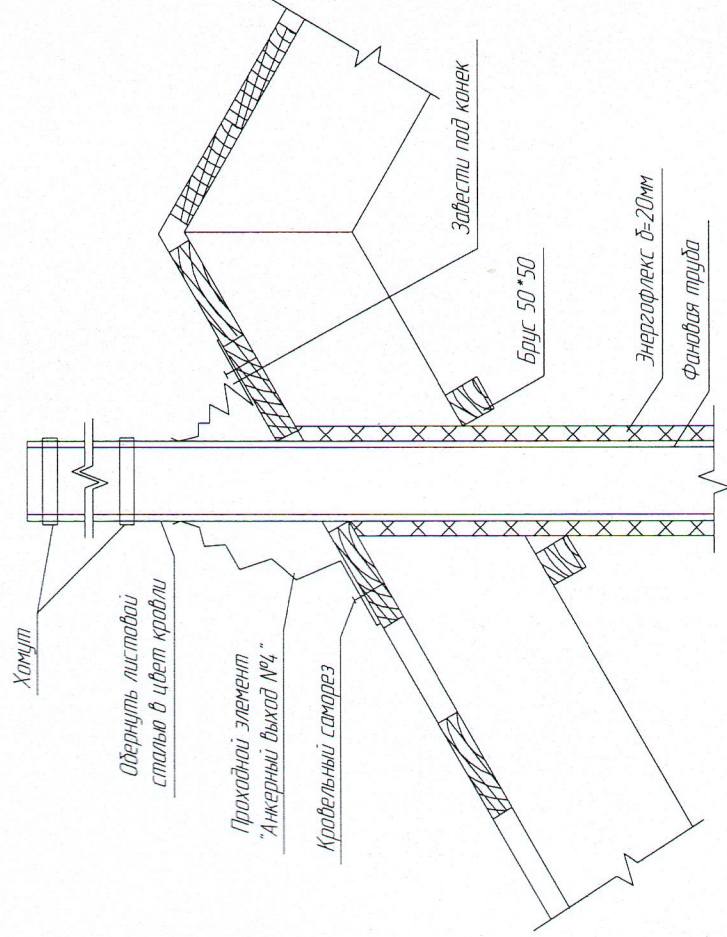 Хомут
Обернуть листовой
сталью в цвет кровли
Проходной элемент
"Анкерный выход №4"
Кровельный саморез
Завести под конек
Брус 50*50
Энергофлекс δ=20мм
Фановая труба